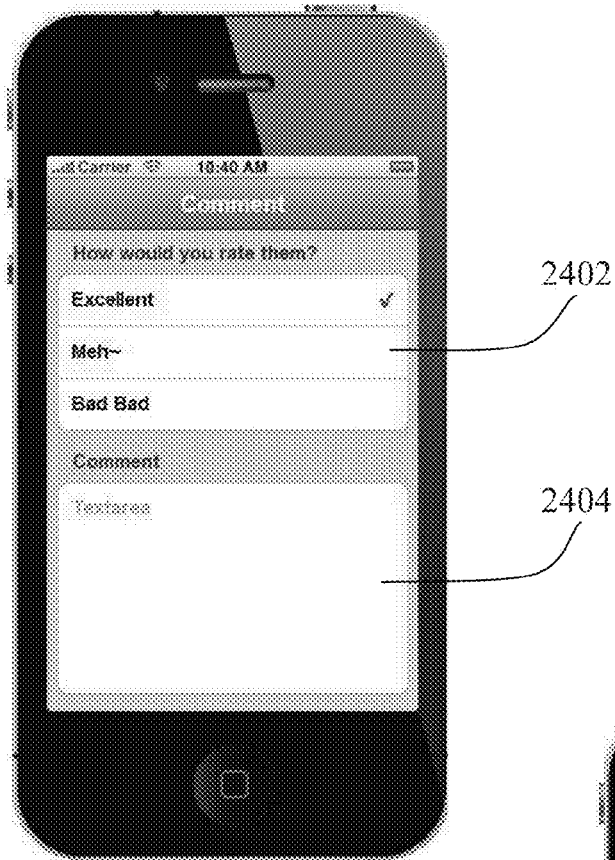 Carrier 10:40 AM
Comment
How would you rate them?
Excellent ✓
Meh~
Bad Bad
Comment
Textarea
2402
2404